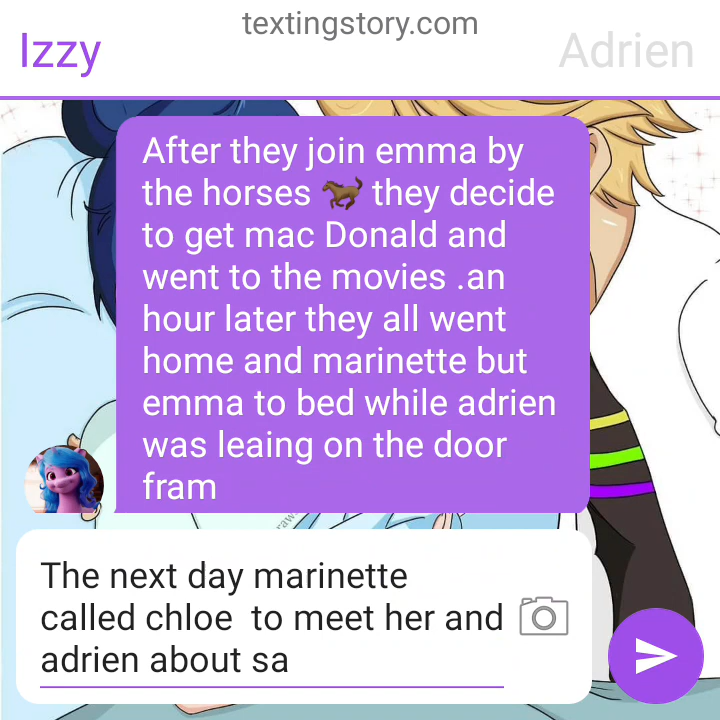 textingstory.com
Izzy
Adrien
After they join emma by
the horses 🐎 they decide
to get mac Donald and
went to the movies .an
hour later they all went
home and marinette but
emma to bed while adrien
was leaing on the door
fram
The next day marinette
called chloe  to meet her and
adrien about sa